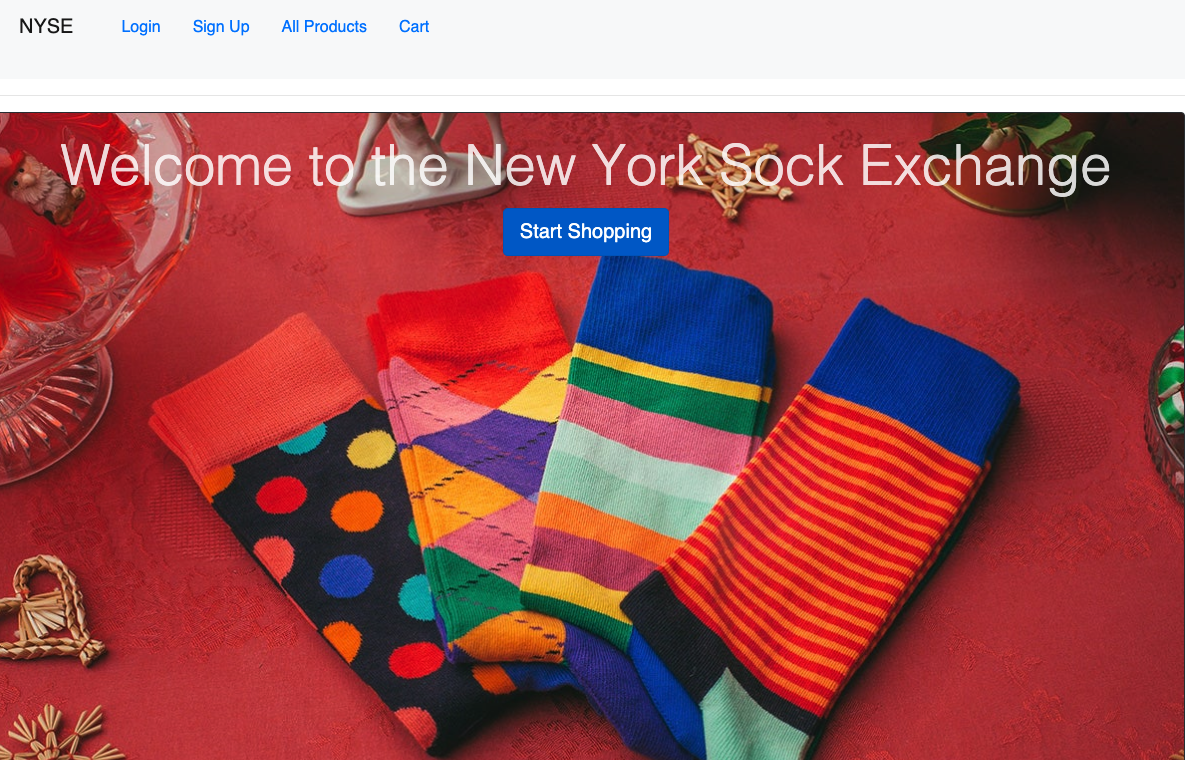 NYSE Login Sign Up All Products Cart
Welcome to the New York Sock Exchange
Start Shopping